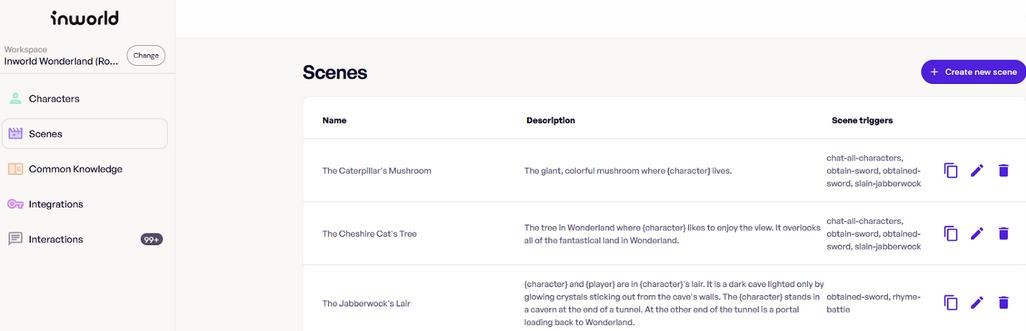 inworld
Workspace
Inworld Wonderland (Ro...
Change
Characters
Scenes
Common Knowledge
Integrations
Interactions
99+
Scenes
+ Create new scene
Name
Description
Scene triggers
The Caterpillar's Mushroom
The giant, colorful mushroom where {character} lives.
chat-all-characters,
obtain-sword, obtained-
sword, slain-jabberwock
The Cheshire Cat's Tree
The tree in Wonderland where {character} likes to enjoy the view. It overlooks
all of the fantastical land in Wonderland.
chat-all-characters,
obtain-sword, obtained-
sword, slain-jabberwock
The Jabberwock's Lair
{character} and {player} are in {character}'s lair. It is a dark cave lighted only by
glowing crystals sticking out from the cave's walls. The {character} stands in
a cavern at the end of a tunnel. At the other end of the tunnel is a portal
leading back to Wonderland.
obtained-sword, rhyme-
battle